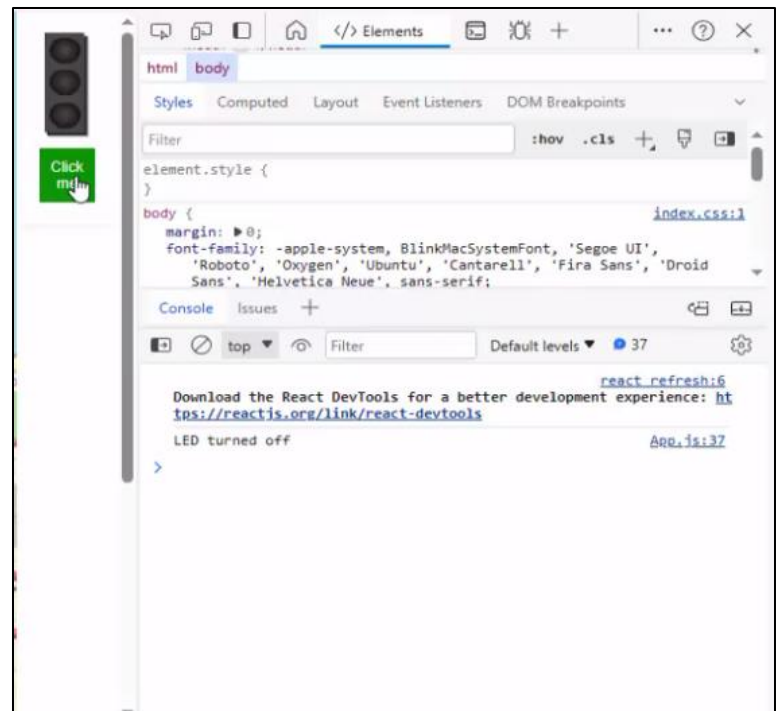 </> Elements
html body
Styles Computed Layout Event Listeners DOM Breakpoints
Filter :hov .cls
element.style {
}
body { index.css:1
margin: ▶ 0;
font-family: -apple-system, BlinkMacSystemFont, 'Segoe UI',
'Roboto', 'Oxygen', 'Ubuntu', 'Cantarell', 'Fira Sans', 'Droid
Sans', 'Helvetica Neue', sans-serif;
Console Issues
top ▼ Filter Default levels ▼ 37
react refresh:6
Download the React DevTools for a better development experience: ht
tps://reactjs.org/link/react-devtools
LED turned off App.js:37
>
Click